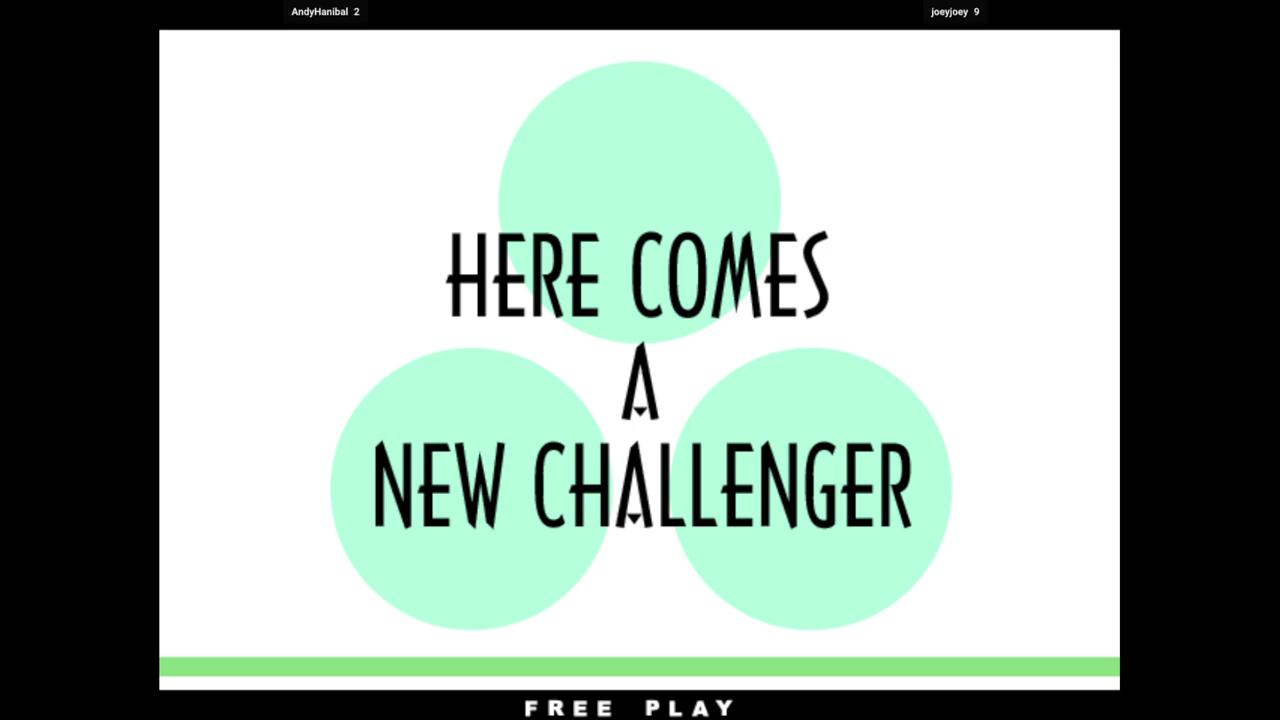 AndyHanibal 2
joeyjoey 9
HERE COMES
A
NEW CHALLENGER
FREE PLAY